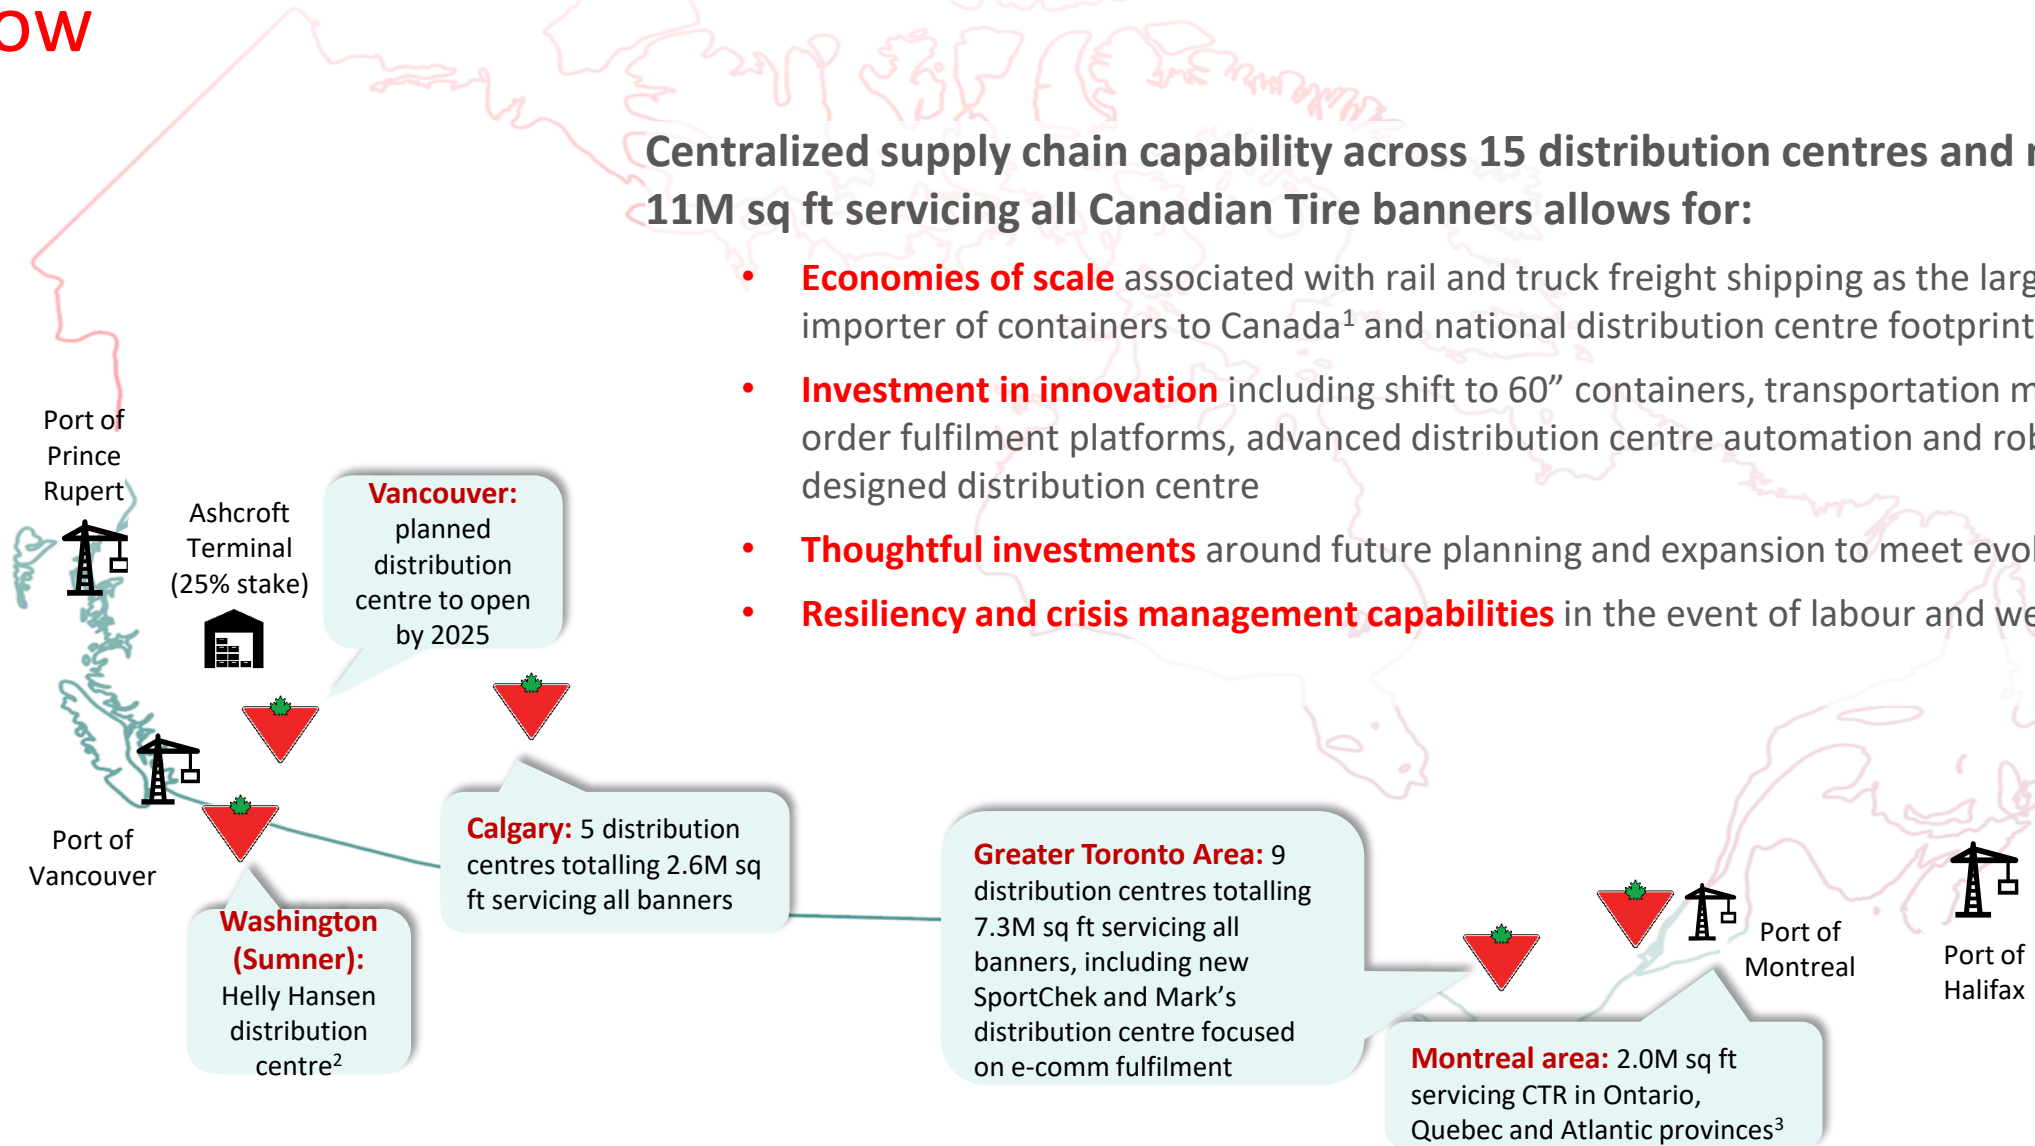 ow
Centralized supply chain capability across 15 distribution centres and
11M sq ft servicing all Canadian Tire banners allows for:
• Economies of scale associated with rail and truck freight shipping as the
importer of containers to Canada¹ and national distribution centre footprint
• Investment in innovation including shift to 60” containers, transportation
order fulfilment platforms, advanced distribution centre automation and
designed distribution centre
• Thoughtful investments around future planning and expansion to meet
• Resiliency and crisis management capabilities in the event of labour and
Port of
Prince
Rupert
Ashcroft
Terminal
(25% stake)
Vancouver:
planned
distribution
centre to open
by 2025
Port of
Vancouver
Washington
(Sumner):
Helly Hansen
distribution
centre²
Calgary: 5 distribution
centres totalling 2.6M sq
ft servicing all banners
Greater Toronto Area: 9
distribution centres totalling
7.3M sq ft servicing all
banners, including new
SportChek and Mark’s
distribution centre focused
on e-comm fulfilment
Port of
Montreal
Port of
Halifax
Montreal area: 2.0M sq ft
servicing CTR in Ontario,
Quebec and Atlantic provinces³